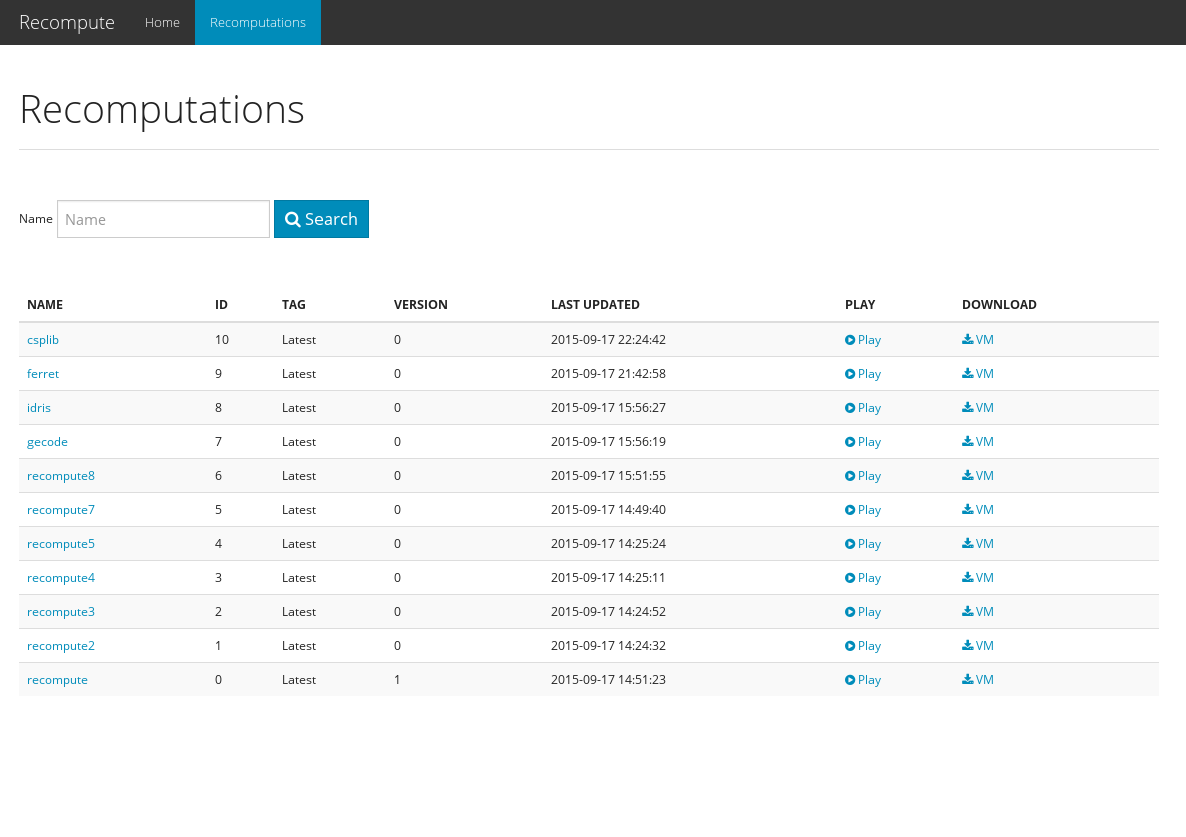 Recompute Home Recomputations
Recomputations
Name Name Search
NAME ID TAG VERSION LAST UPDATED PLAY DOWNLOAD
csplib 10 Latest 0 2015-09-17 22:24:42 Play VM
ferret 9 Latest 0 2015-09-17 21:42:58 Play VM
idris 8 Latest 0 2015-09-17 15:56:27 Play VM
gecode 7 Latest 0 2015-09-17 15:56:19 Play VM
recompute8 6 Latest 0 2015-09-17 15:51:55 Play VM
recompute7 5 Latest 0 2015-09-17 14:49:40 Play VM
recompute5 4 Latest 0 2015-09-17 14:25:24 Play VM
recompute4 3 Latest 0 2015-09-17 14:25:11 Play VM
recompute3 2 Latest 0 2015-09-17 14:24:52 Play VM
recompute2 1 Latest 0 2015-09-17 14:24:32 Play VM
recompute 0 Latest 1 2015-09-17 14:51:23 Play VM